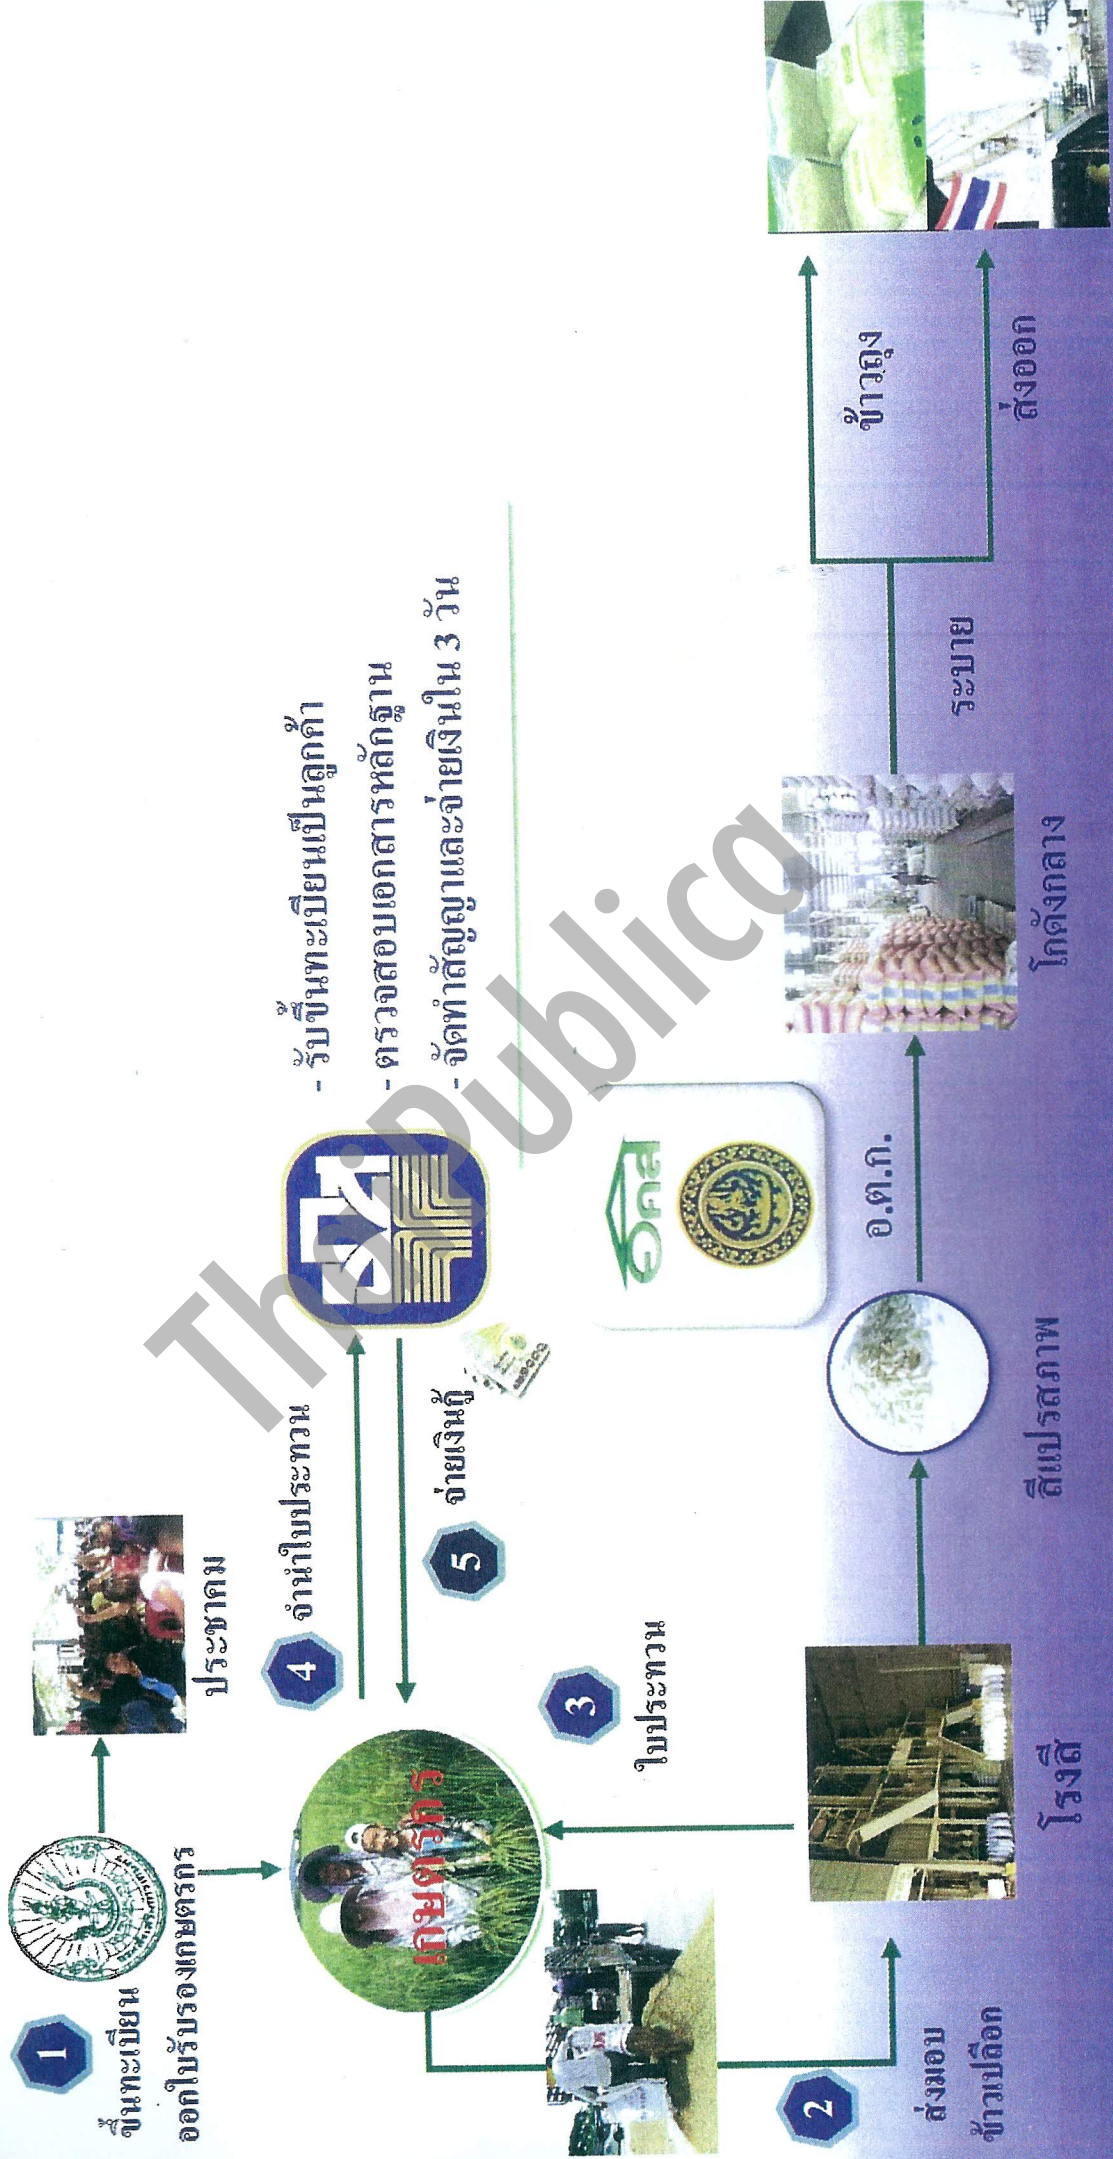 1
ขึ้นทะเบียน
ออกใบรับรองเกษตรกร
ประชาคม
เกษตรกร
2
ส่งมอบ
ข้าวเปลือก
โรงสี
3
ใบประทวน
4
จำนำใบประทวน
5
จ่ายเงินกู้
- รับขึ้นทะเบียนเป็นลูกค้า
- ตรวจสอบเอกสารหลักฐาน
- จัดทำสัญญาและจ่ายเงินใน 3 วัน
อคส
อ.ต.ก.
สีแปรสภาพ
โกดังกลาง
ระบาย
ข้าวถุง
ส่งออก
ThaiPublica